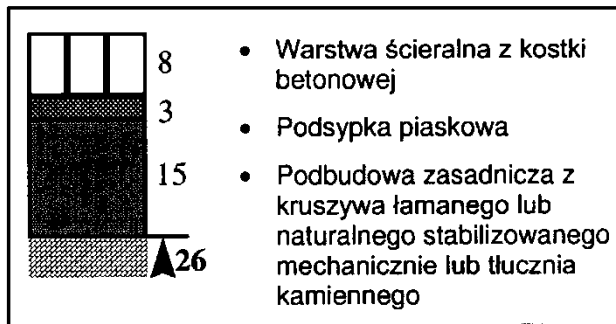 8
3
15
26
• Warstwa ścieralna z kostki
betonowej
• Podsypka piaskowa
• Podbudowa zasadnicza z
kruszywa łamanego lub
naturalnego stabilizowanego
mechanicznie lub tłucznia
kamiennego